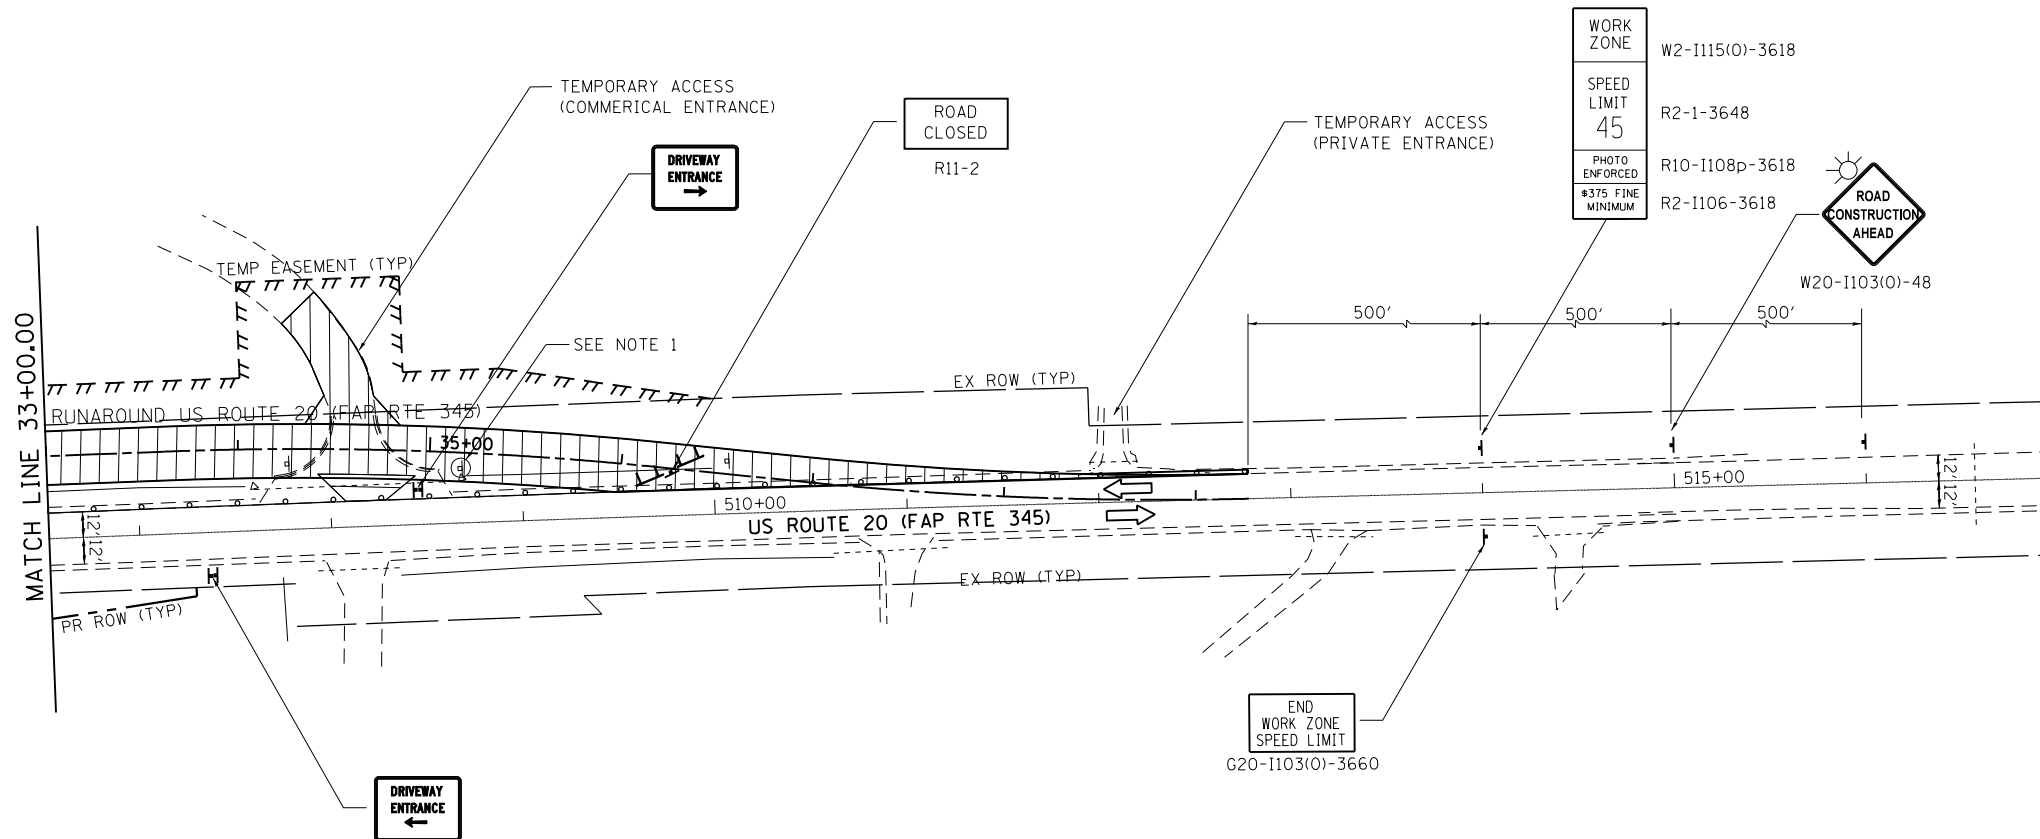 WORK
ZONE
W2-I115(O)-3618
SPEED
LIMIT
45
R2-1-3648
PHOTO
ENFORCED
R10-I108p-3618
$375 FINE
MINIMUM
R2-I106-3618
TEMPORARY ACCESS
(COMMERICAL ENTRANCE)
ROAD
CLOSED
R11-2
TEMPORARY ACCESS
(PRIVATE ENTRANCE)
DRIVEWAY
ENTRANCE
ROAD
CONSTRUCTION
AHEAD
W20-I103(O)-48
TEMP EASEMENT (TYP)
500'
500'
500'
SEE NOTE 1
MATCH LINE 33+00.00
EX ROW (TYP)
RUNAROUND US ROUTE 20 (FAP RTE 345)
35+00
510+00
515+00
12'
12'
US ROUTE 20 (FAP RTE 345)
12'
12'
EX ROW (TYP)
PR ROW (TYP)
END
WORK ZONE
SPEED LIMIT
G20-I103(O)-3660
DRIVEWAY
ENTRANCE